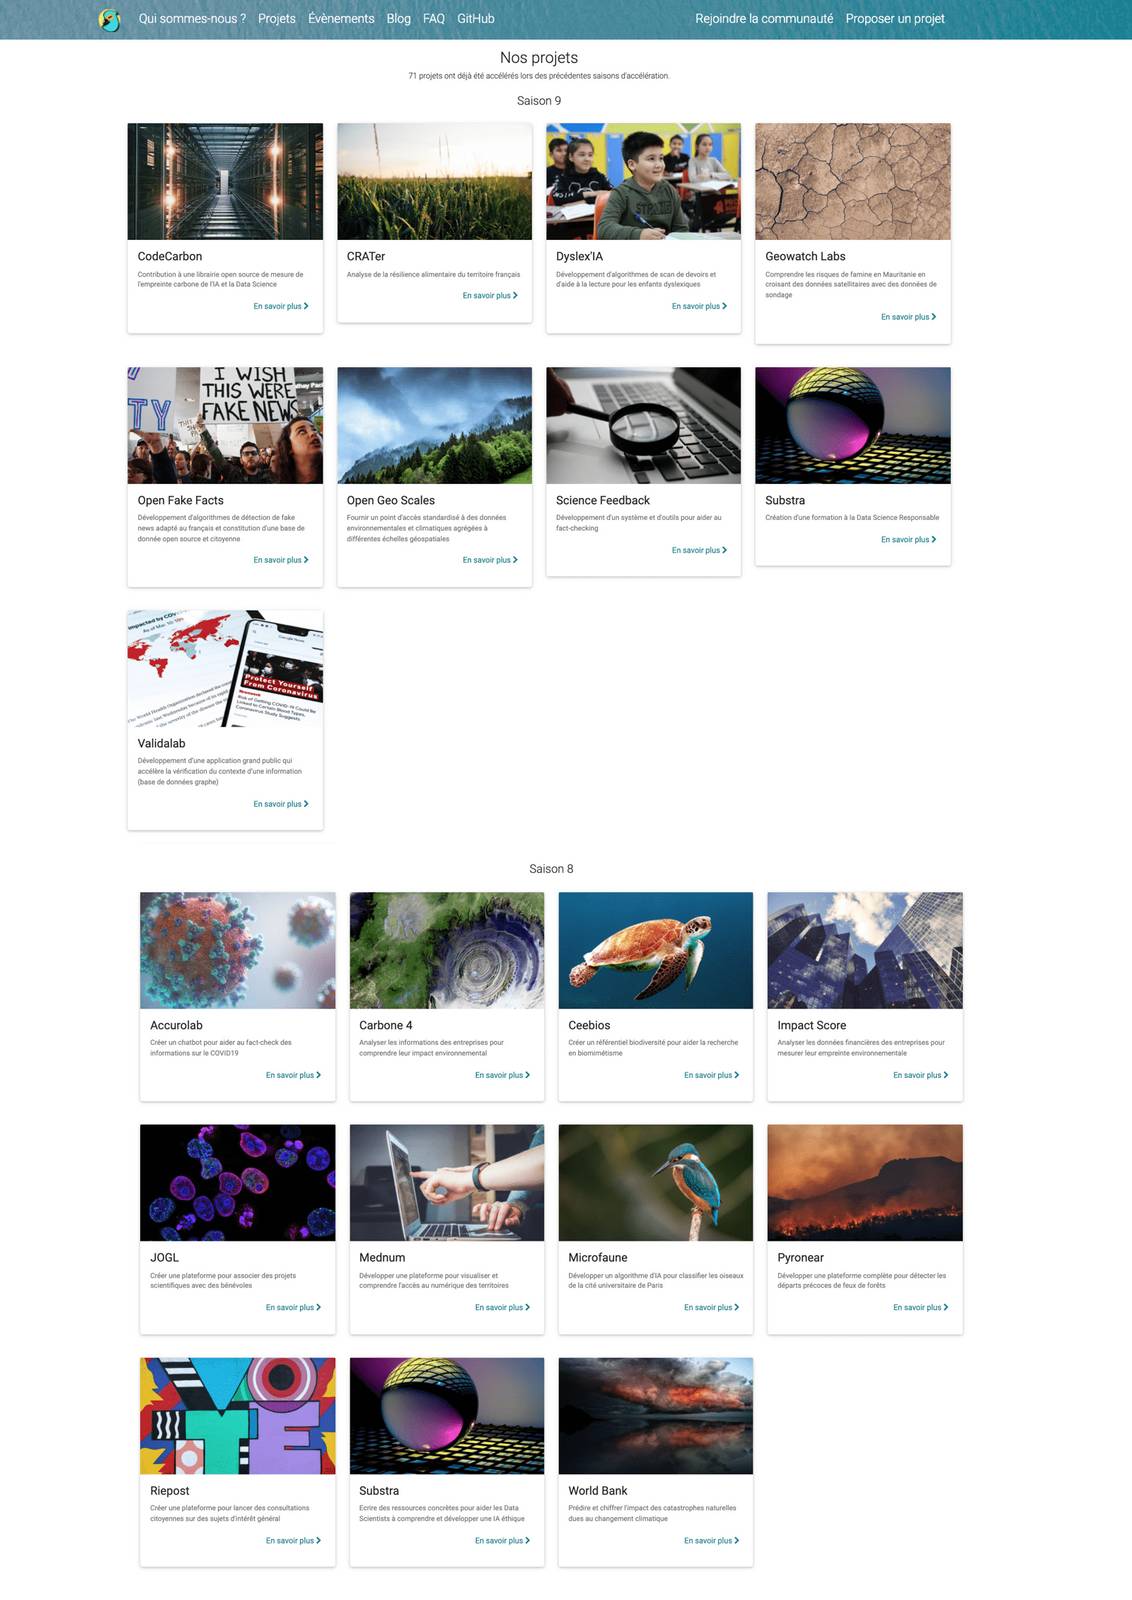 Qui sommes-nous ? Projets Évènements Blog FAQ GitHub Rejoindre la communauté Proposer un projet
Nos projets
71 projets ont déjà été accélérés lors des précédentes saisons d'accélération.
Saison 9
CodeCarbon
Contribution à une librairie open source de mesure de
l'empreinte carbone de l'IA et la Data Science
En savoir plus
CRATer
Analyse de la résilience alimentaire du territoire français
En savoir plus
Dyslex'IA
Développement d'algorithmes de scan de devoirs et
d'aide à la lecture pour les enfants dyslexiques
En savoir plus
Geowatch Labs
Comprendre les risques de famine en Mauritanie en
croisant des données satellitaires avec des données de
sondage
En savoir plus
I WISH
THIS WERE
FAKE NEWS
TY
Open Fake Facts
Développement d'algorithmes de détection de fake
news adapté au français et constitution d'une base de
donnée open source et citoyenne
En savoir plus
Open Geo Scales
Fournir un point d'accès standardisé à des données
environnementales et climatiques agrégées à
différentes échelles géospatiales
En savoir plus
Science Feedback
Développement d'un système et d'outils pour aider au
fact-checking
En savoir plus
Substra
Création d'une formation à la Data Science Responsable
En savoir plus
Google News
Protect Yourself
From Coronavirus
Newsweek
Risk of Getting COVID-19 Could Be
Linked to Certain Blood Types,
Coronavirus Study Suggests
Validalab
Développement d'une application grand public qui
accélère la vérification du contexte d'une information
(base de données graphe)
En savoir plus
Saison 8
Accurolab
Créer un chatbot pour aider au fact-check des
informations sur le COVID19
En savoir plus
Carbone 4
Analyser les informations des entreprises pour
comprendre leur impact environnemental
En savoir plus
Ceebios
Créer un référentiel biodiversité pour aider la recherche
en biomimétisme
En savoir plus
Impact Score
Analyser les données financières des entreprises pour
mesurer leur empreinte environnementale
En savoir plus
JOGL
Créer une plateforme pour associer des projets
scientifiques avec des bénévoles
En savoir plus
Mednum
Développer une plateforme pour visualiser et
comprendre l'accès au numérique des territoires
En savoir plus
Microfaune
Développer un algorithme d'IA pour classifier les oiseaux
de la cité universitaire de Paris
En savoir plus
Pyronear
Développer une plateforme complète pour détecter les
départs précoces de feux de forêts
En savoir plus
VOTE
Riepost
Créer une plateforme pour lancer des consultations
citoyennes sur des sujets d'intérêt général
En savoir plus
Substra
Ecrire des ressources concrètes pour aider les Data
Scientists à comprendre et développer une IA éthique
En savoir plus
World Bank
Prédire et chiffrer l'impact des catastrophes naturelles
dues au changement climatique
En savoir plus